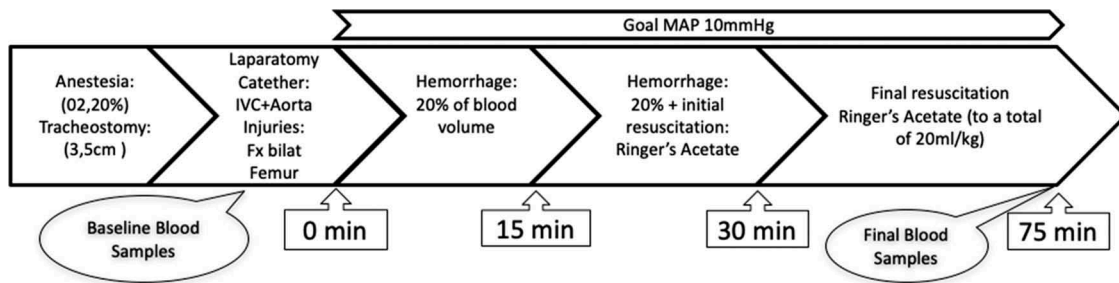 Goal MAP 10mmHg
Anestesia:
(02,20%)
Tracheostomy:
(3,5cm )
Laparatomy
Catether:
IVC+Aorta
Injuries:
Fx bilat
Femur
Hemorrhage:
20% of blood
volume
Hemorrhage:
20% + initial
resuscitation:
Ringer's Acetate
Final resuscitation
Ringer's Acetate (to a total
of 20ml/kg)
Baseline Blood
Samples
0 min
15 min
30 min
Final Blood
Samples
75 min